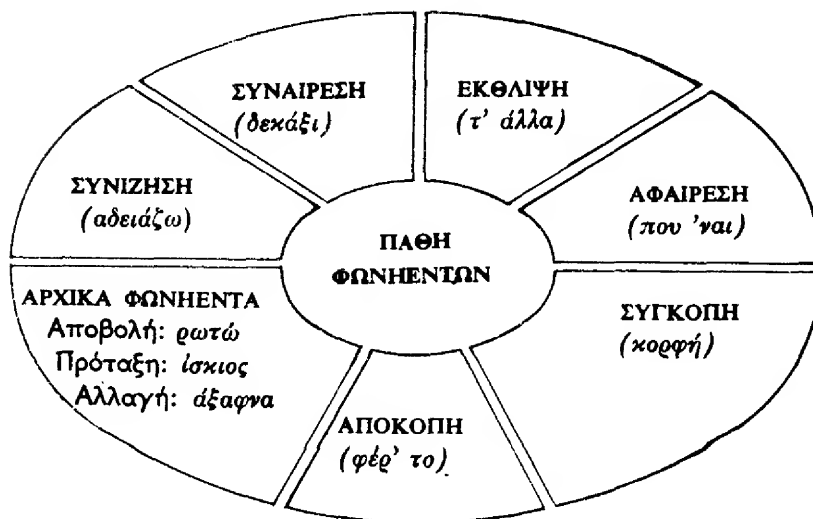 ΣΥΝΑΙΡΕΣΗ
(δεκάξι)
ΕΚΘΛΙΨΗ
(τ' άλλα)
ΣΥΝΙΖΗΣΗ
(αδειάζω)
ΑΦΑΙΡΕΣΗ
(που 'ναι)
ΠΑΘΗ
ΦΩΝΗΕΝΤΩΝ
ΑΡΧΙΚΑ ΦΩΝΗΕΝΤΑ
Αποβολή: ρωτώ
Πρόταξη: ίσκιος
Αλλαγή: άξαφνα
ΣΥΓΚΟΠΗ
(κορφή)
ΑΠΟΚΟΠΗ
(φέρ' το)